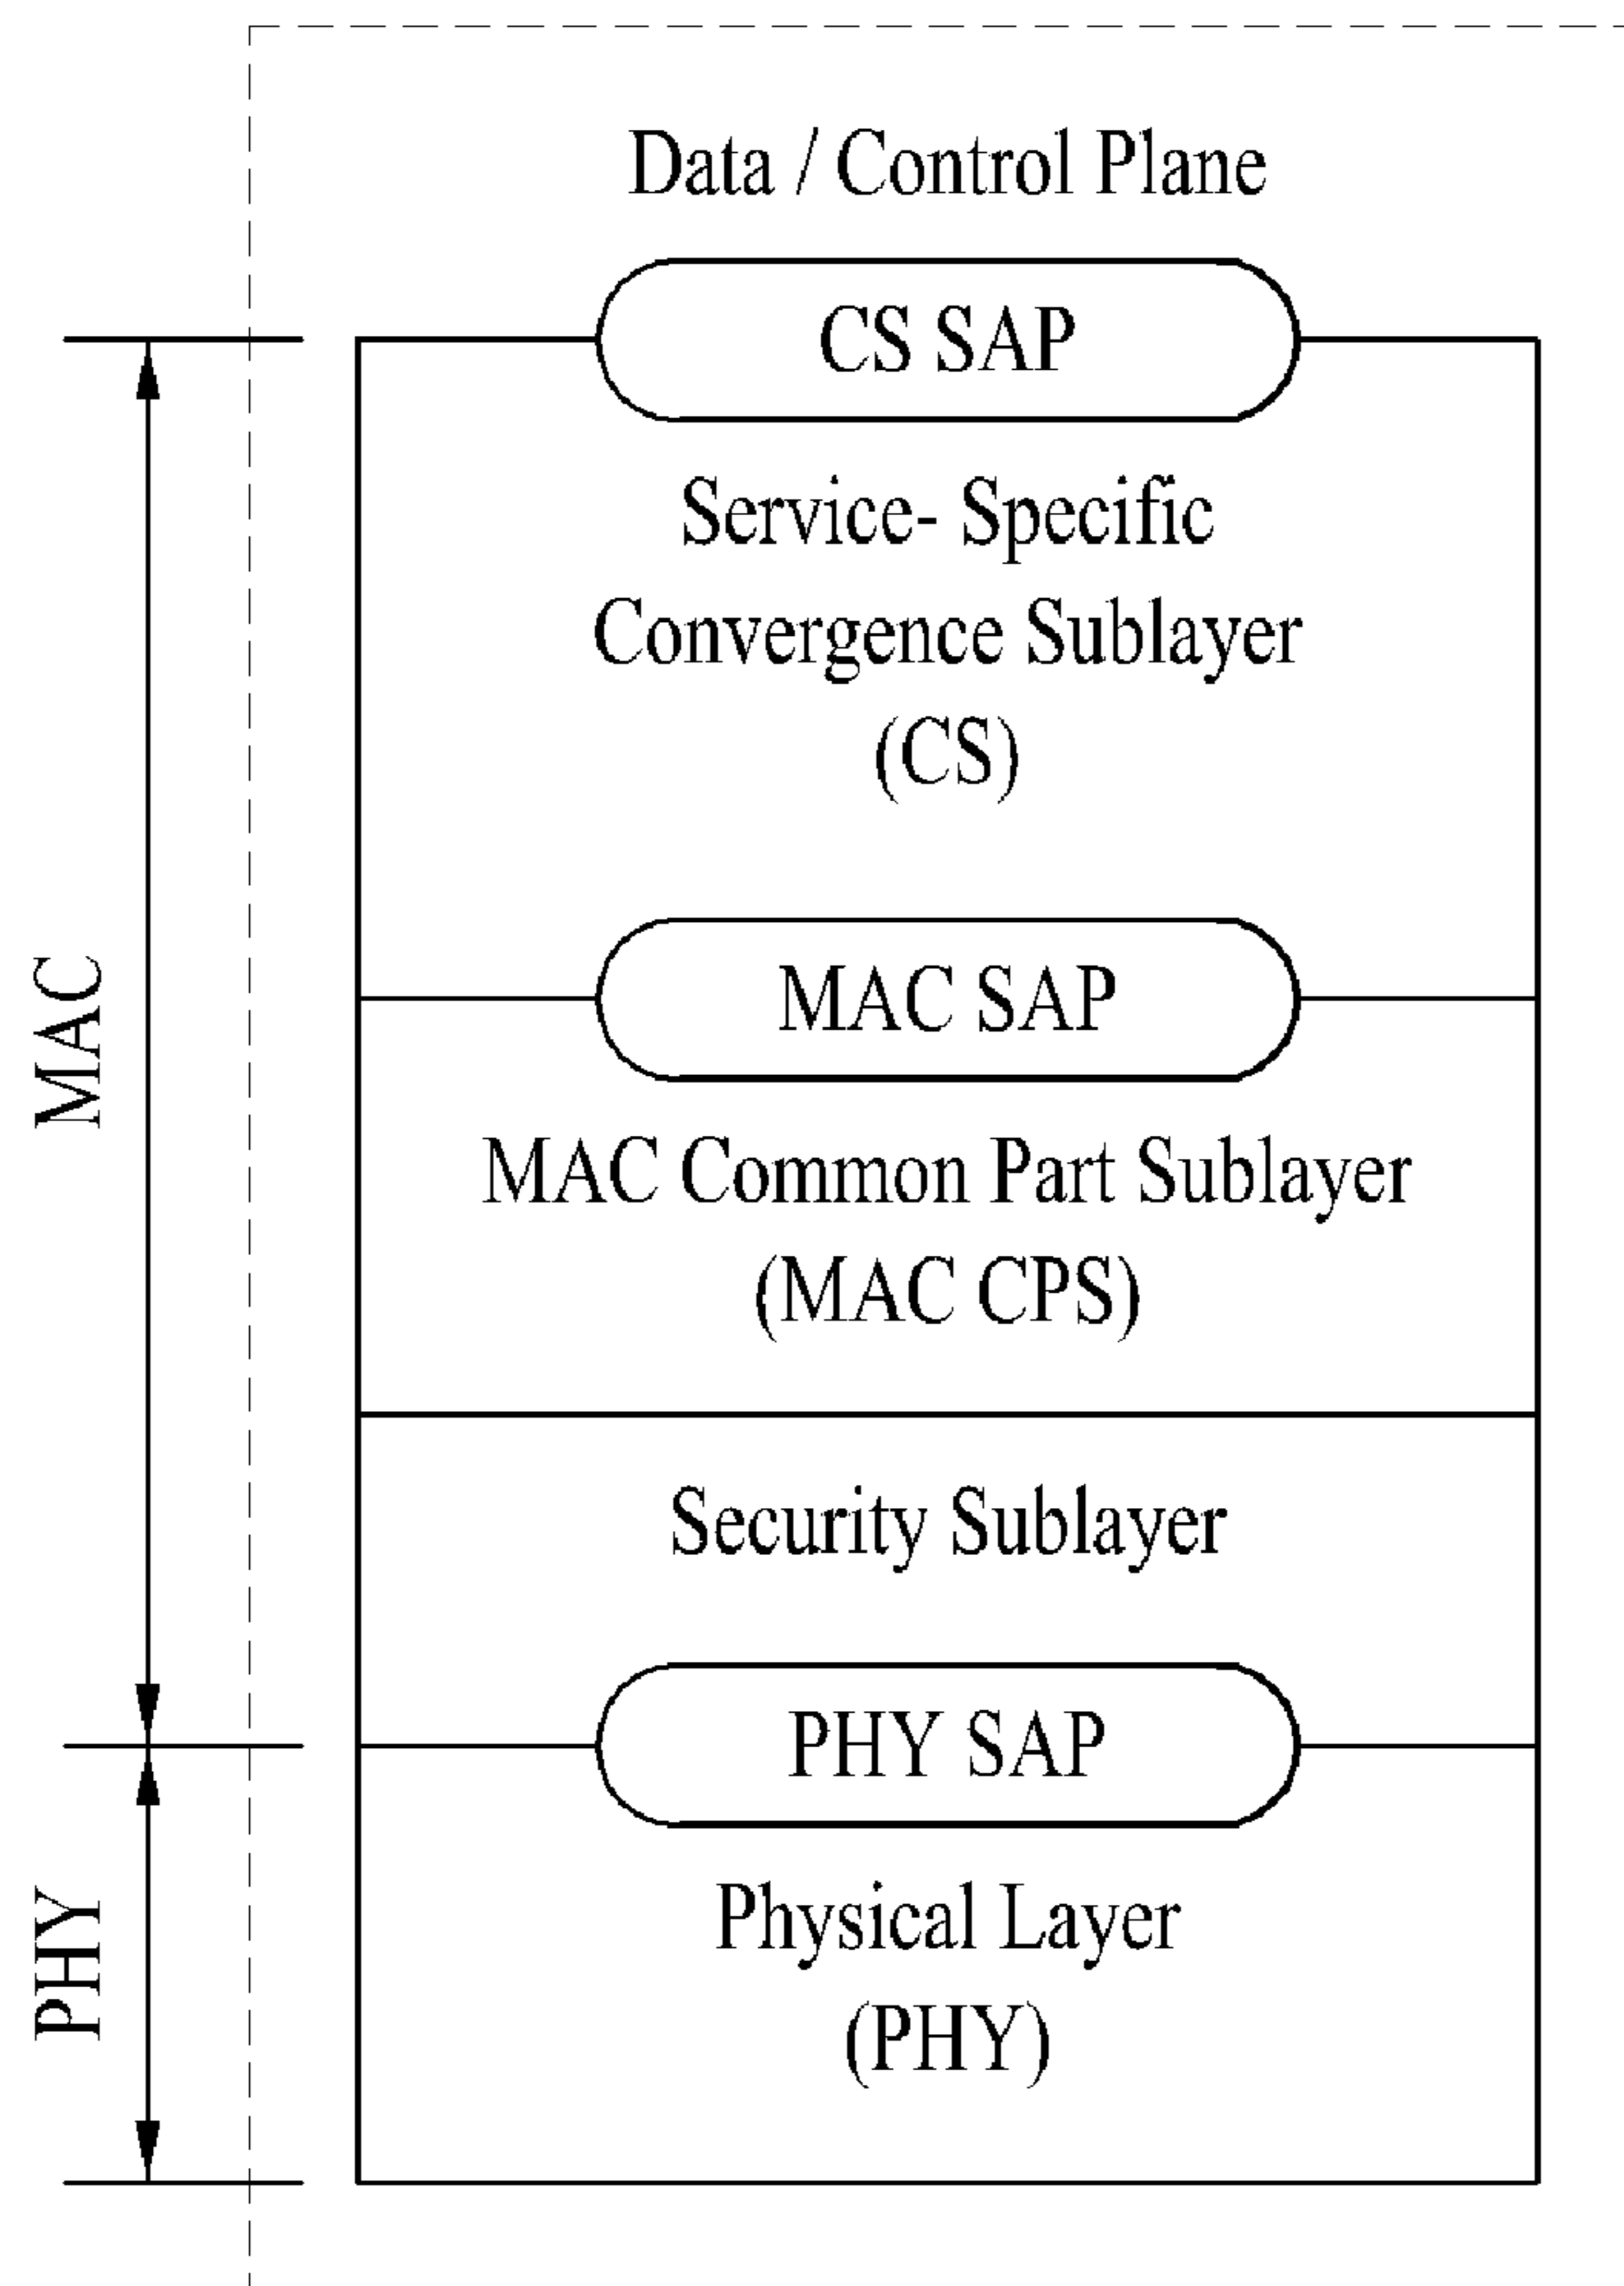 Data / Control Plane
CS SAP
Service- Specific
Convergence Sublayer
(CS)
MAC
MAC SAP
MAC Common Part Sublayer
(MAC CPS)
Security Sublayer
PHY SAP
PHY
Physical Layer
(PHY)